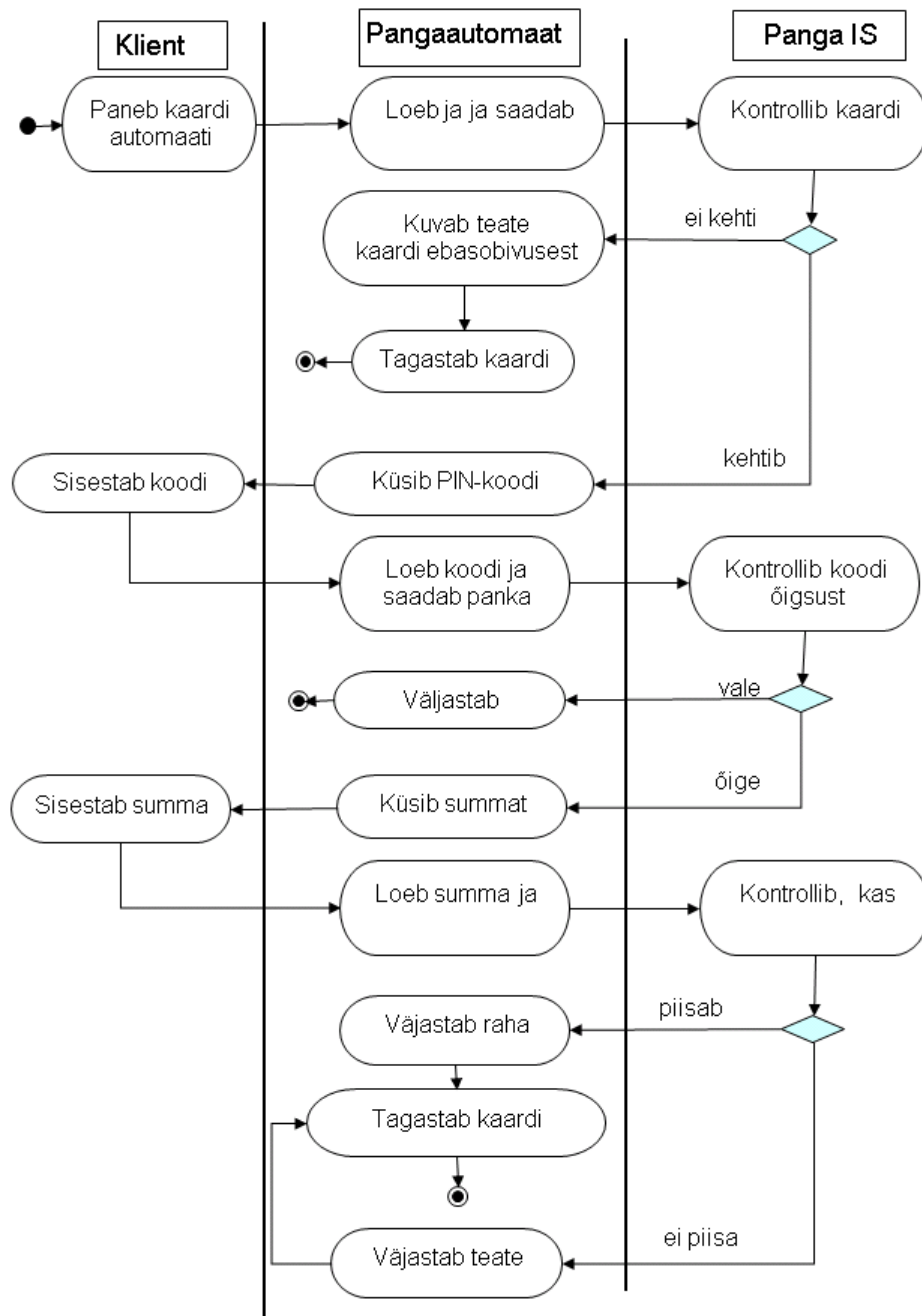 Klient
Pangaautomaat
Panga IS
Paneb kaardi
automaati
Loeb ja ja saadab
Kontrollib kaardi
ei kehti
Kuvab teate
kaardi ebasobivusest
Tagastab kaardi
kehtib
Küsib PIN-koodi
Sisestab koodi
Loeb koodi ja
saadab panka
Kontrollib koodi
őigsust
vale
Väljastab
őige
Küsib summat
Sisestab summa
Loeb summa ja
Kontrollib, kas
piisab
Väjastab raha
Tagastab kaardi
ei piisa
Väjastab teate